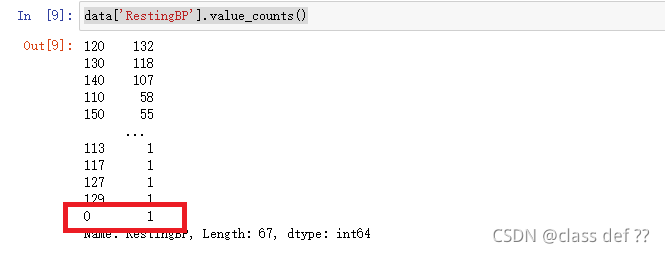 In [9]: data['RestingBP'].value_counts()
Out[9]: 120 132
130 118
140 107
110 58
150 55
...
113 1
117 1
127 1
129 1
0 1
Name: RestingBP, Length: 67, dtype: int64
CSDN @class def ??